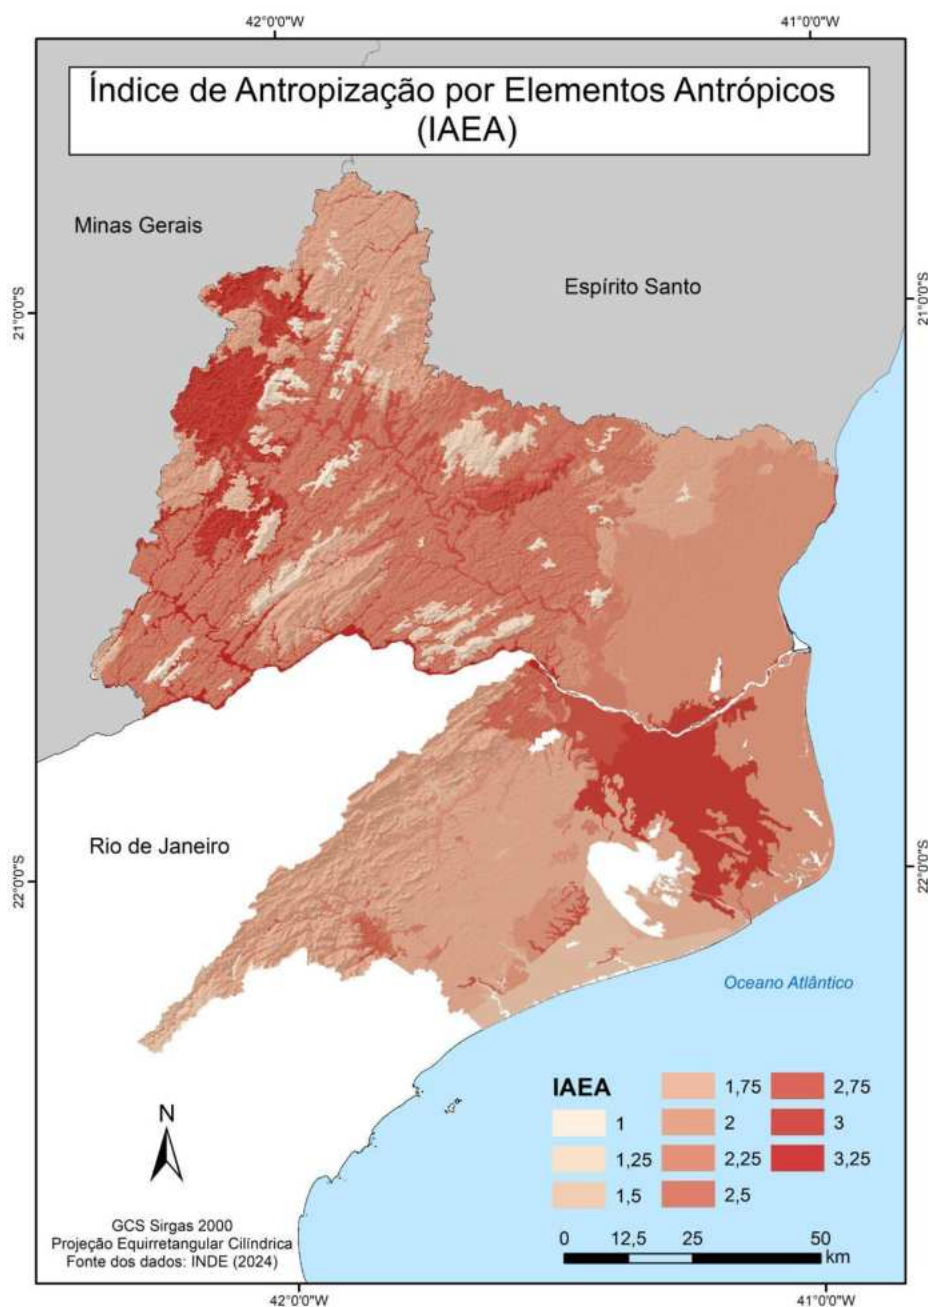 42°0'0"W
41°0'0"W
Índice de Antropização por Elementos Antrópicos
(IAEA)
Minas Gerais
Espírito Santo
21°0'0"S
21°0'0"S
Rio de Janeiro
22°0'0"S
22°0'0"S
Oceano Atlântico
IAEA
1
1,25
1,5
1,75
2
2,25
2,5
2,75
3
3,25
N
GCS Sirgas 2000
Projeção Equirretangular Cilíndrica
Fonte dos dados: INDE (2024)
0 12,5 25 50
km
42°0'0"W
41°0'0"W